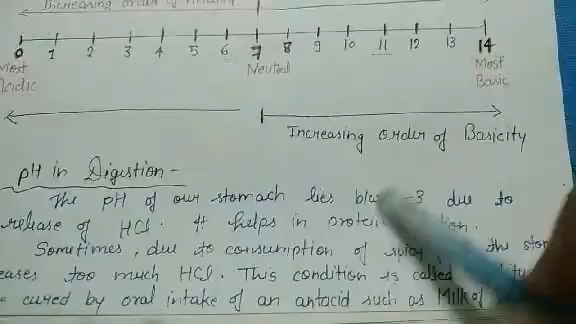 Increasing order of
0 1 2 3 4 5 6 7 8 9 10 11 12 13 14
Most Neutral Most
Acidic Basic
Increasing Order of Basicity
pH in Digestion -
The pH of our stomach lies b/w -3 due to
release of HCl. It helps in protein
Sometimes, due to consumption of spicy the
too much HCl. This condition is called
cured by oral intake of an antacid such as Milk of